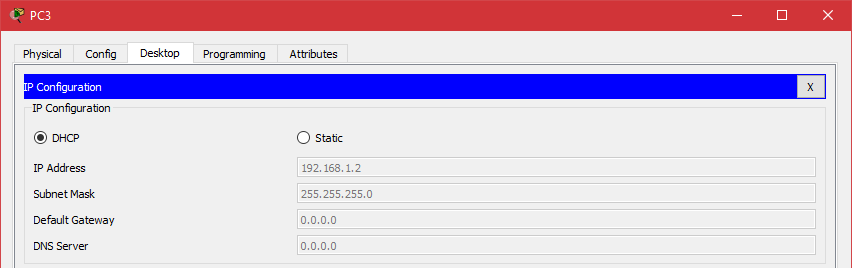 PC3
Physical Config Desktop Programming Attributes
IP Configuration X
IP Configuration
DHCP Static
IP Address 192.168.1.2
Subnet Mask 255.255.255.0
Default Gateway 0.0.0.0
DNS Server 0.0.0.0